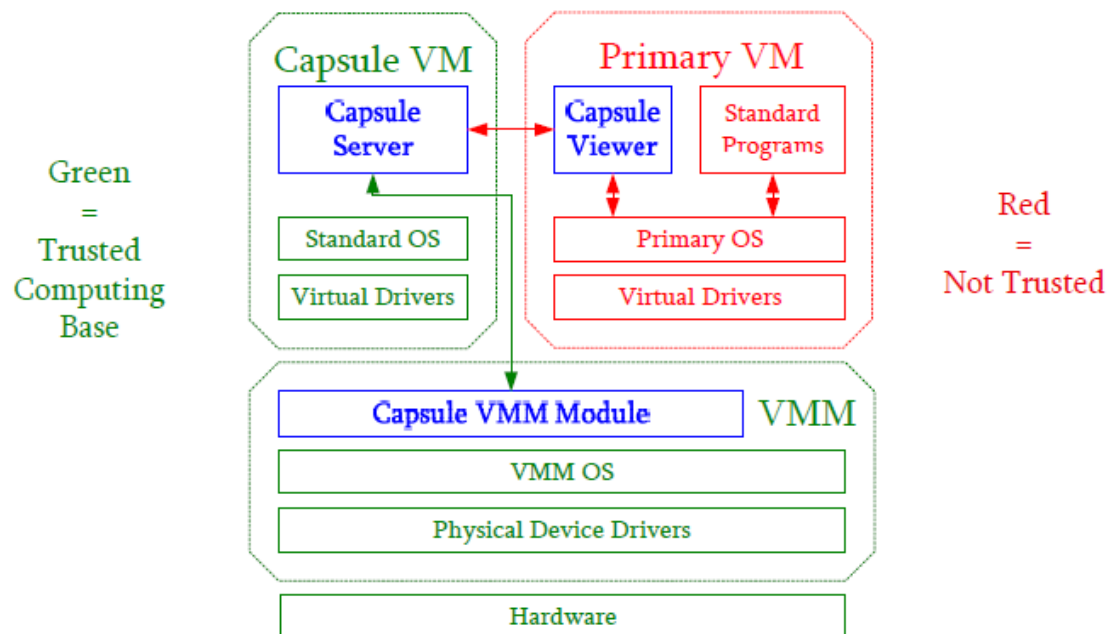 Capsule VM
Primary VM
Capsule
Server
Capsule
Viewer
Standard
Programs
Green
=
Trusted
Computing
Base
Red
=
Not Trusted
Standard OS
Primary OS
Virtual Drivers
Virtual Drivers
Capsule VMM Module
VMM
VMM OS
Physical Device Drivers
Hardware